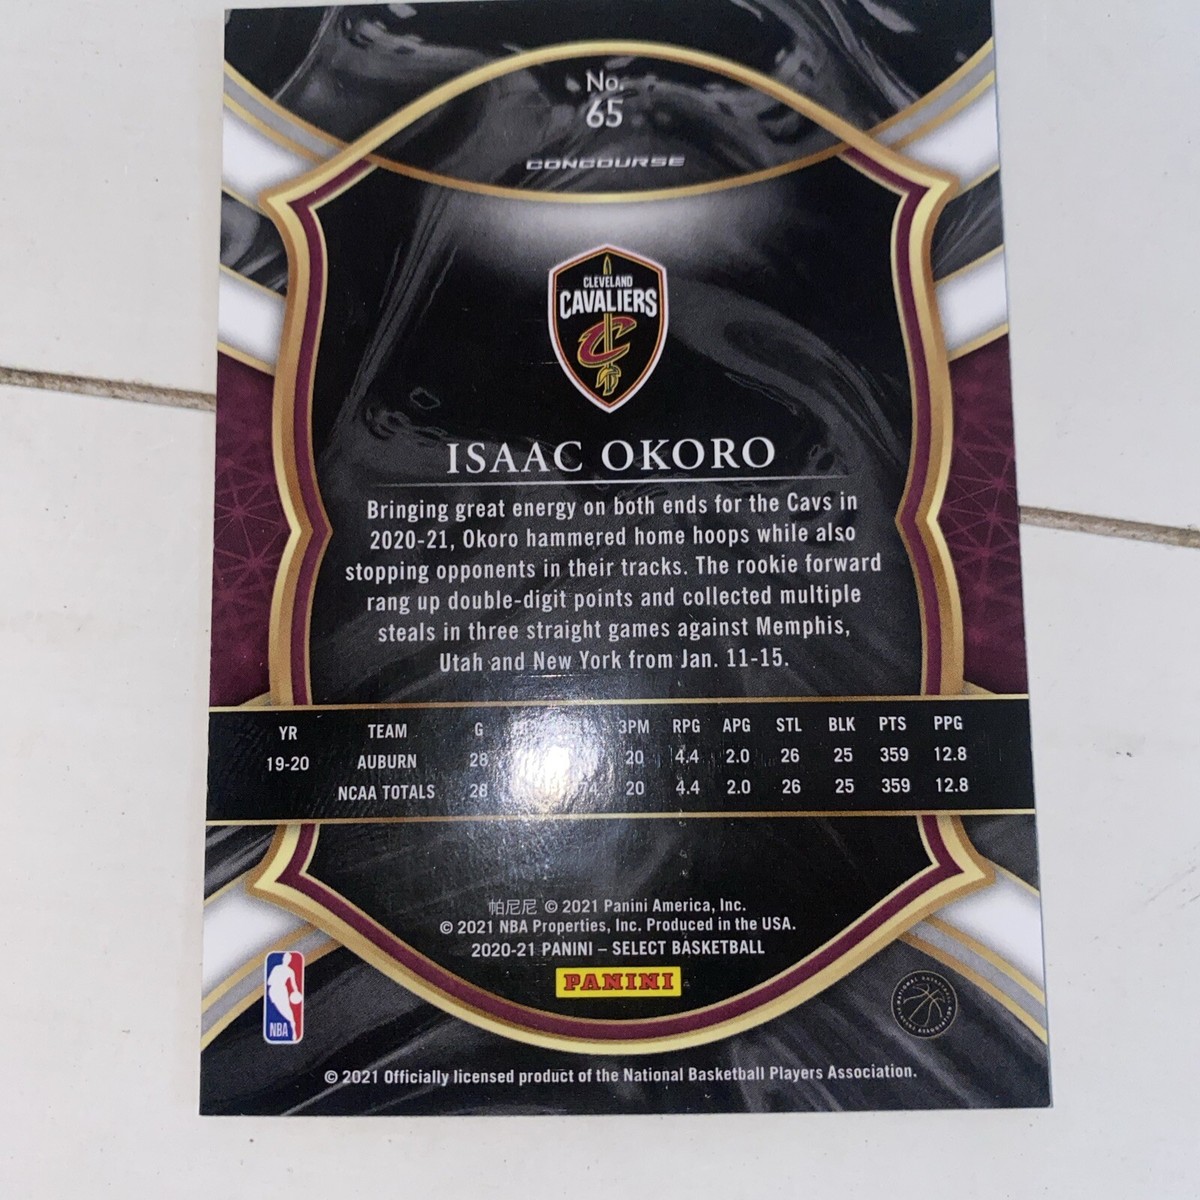 No.
65
CONCOURSE
CLEVELAND
CAVALIERS
C
ISAAC OKORO
Bringing great energy on both ends for the Cavs in
2020-21, Okoro hammered home hoops while also
stopping opponents in their tracks. The rookie forward
rang up double-digit points and collected multiple
steals in three straight games against Memphis,
Utah and New York from Jan. 11-15.
YR TEAM G 3PM RPG APG STL BLK PTS PPG
19-20 AUBURN 28 20 4.4 2.0 26 25 359 12.8
NCAA TOTALS 28 20 4.4 2.0 26 25 359 12.8
帕尼尼 © 2021 Panini America, Inc.
© 2021 NBA Properties, Inc. Produced in the USA.
2020-21 PANINI – SELECT BASKETBALL
PANINI
NBA
NATIONAL BASKETBALL PLAYERS ASSOCIATION
© 2021 Officially licensed product of the National Basketball Players Association.